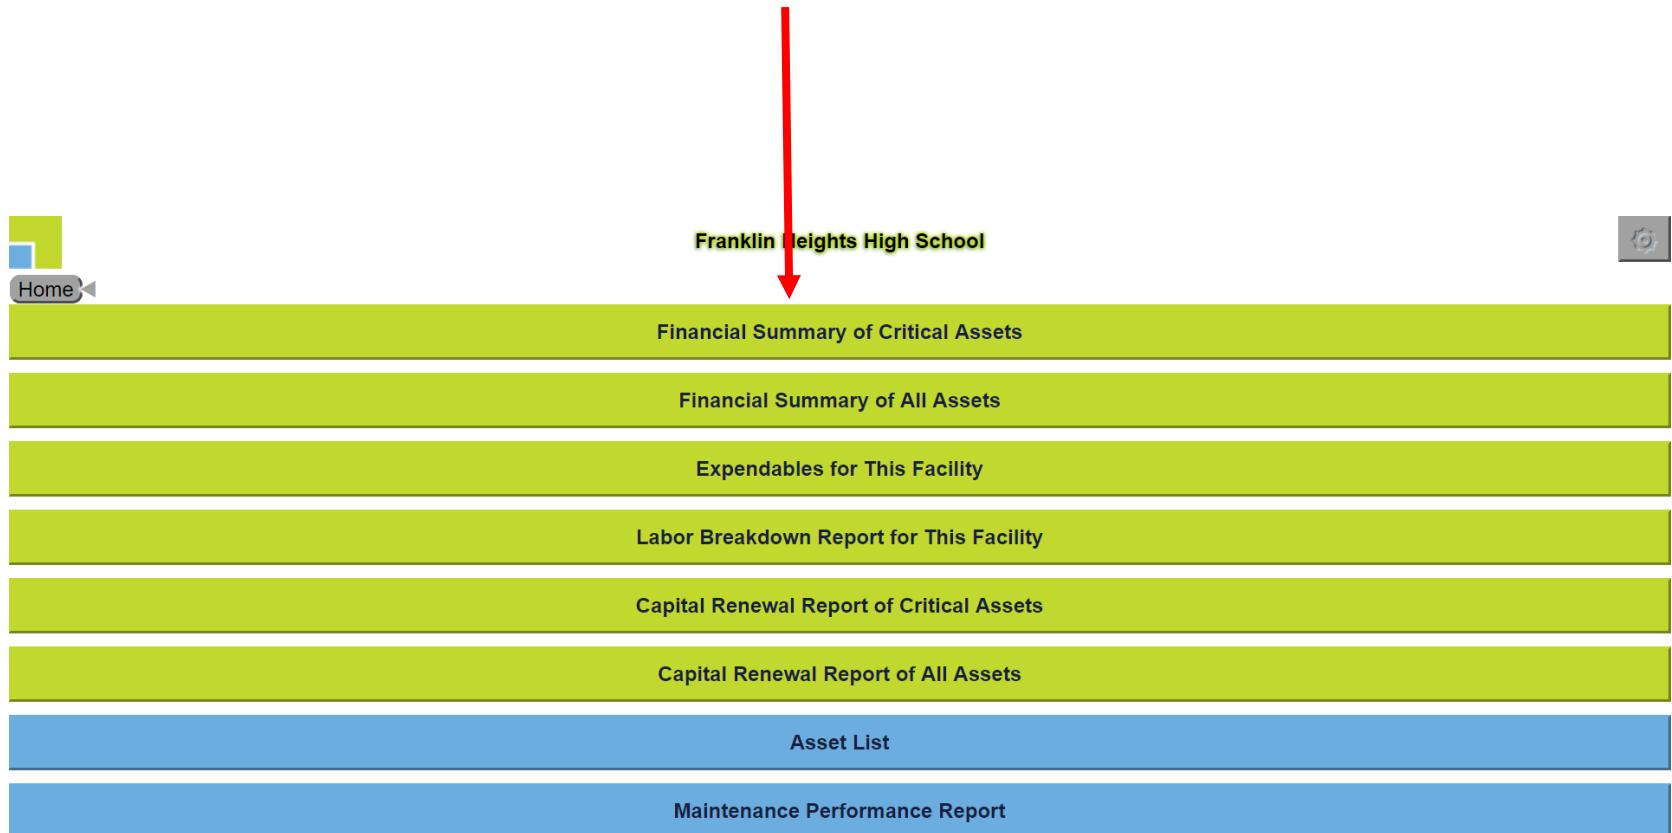 Franklin Heights High School
Home
Financial Summary of Critical Assets
Financial Summary of All Assets
Expendables for This Facility
Labor Breakdown Report for This Facility
Capital Renewal Report of Critical Assets
Capital Renewal Report of All Assets
Asset List
Maintenance Performance Report